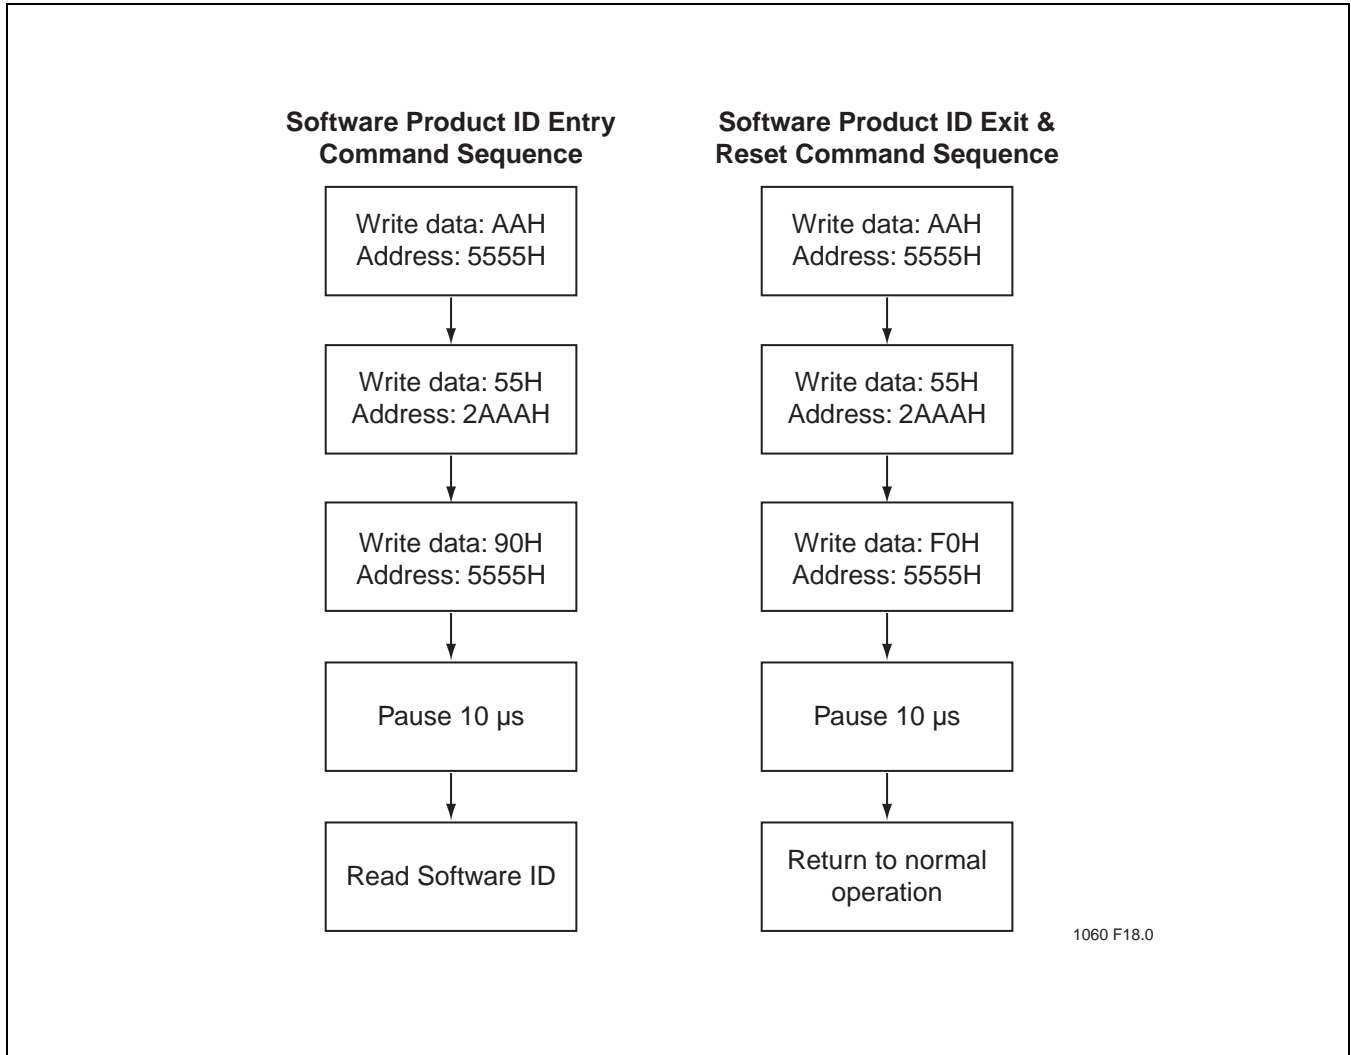 Software Product ID Entry
Command Sequence
Write data: AAH
Address: 5555H
Write data: 55H
Address: 2AAAH
Write data: 90H
Address: 5555H
Pause 10 µs
Read Software ID
Software Product ID Exit &
Reset Command Sequence
Write data: AAH
Address: 5555H
Write data: 55H
Address: 2AAAH
Write data: F0H
Address: 5555H
Pause 10 µs
Return to normal
operation
1060 F18.0